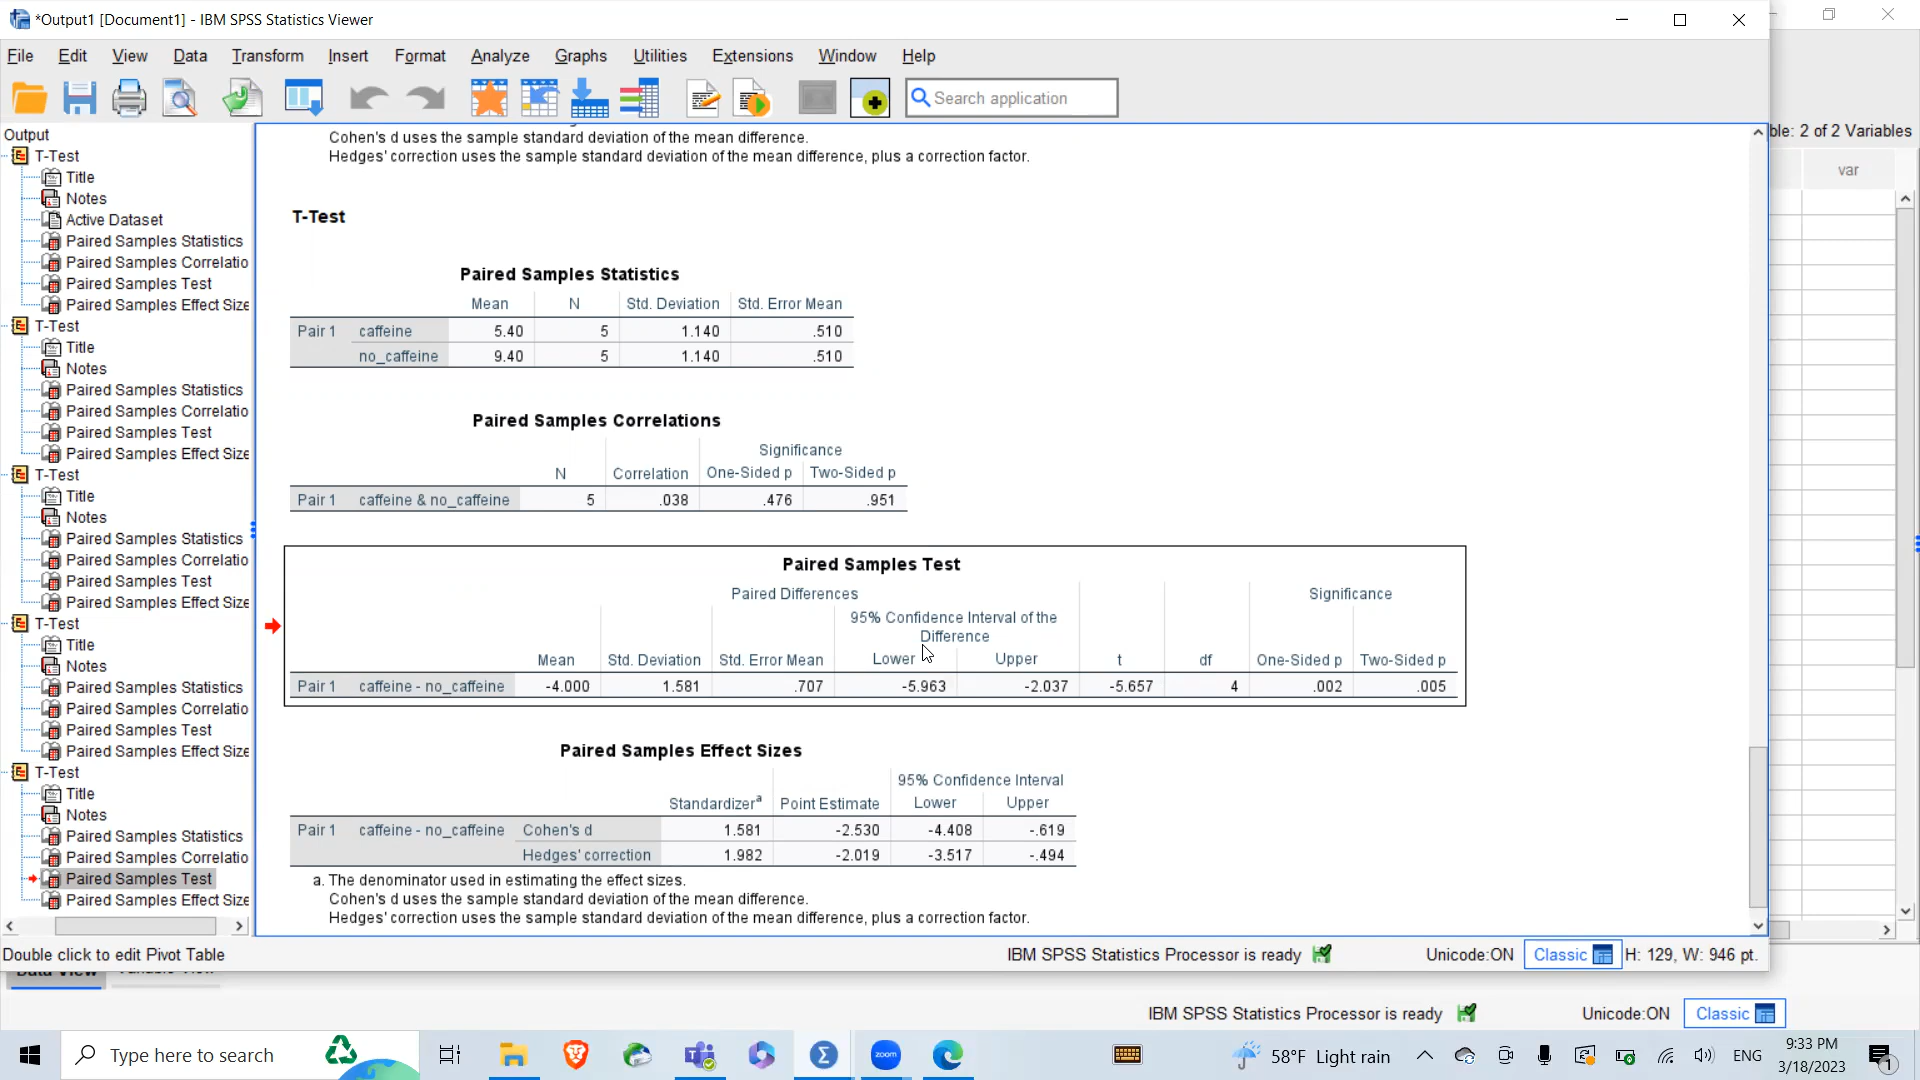 *Output1 [Document1] - IBM SPSS Statistics Viewer
File Edit View Data Transform Insert Format Analyze Graphs Utilities Extensions Window Help
Search application
ble: 2 of 2 Variables
var
Output
T-Test
Title
Notes
Active Dataset
Paired Samples Statistics
Paired Samples Correlatio
Paired Samples Test
Paired Samples Effect Size
T-Test
Title
Notes
Paired Samples Statistics
Paired Samples Correlatio
Paired Samples Test
Paired Samples Effect Size
T-Test
Title
Notes
Paired Samples Statistics
Paired Samples Correlatio
Paired Samples Test
Paired Samples Effect Size
T-Test
Title
Notes
Paired Samples Statistics
Paired Samples Correlatio
Paired Samples Test
Paired Samples Effect Size
T-Test
Title
Notes
Paired Samples Statistics
Paired Samples Correlatio
Paired Samples Test
Paired Samples Effect Size
Cohen's d uses the sample standard deviation of the mean difference.
Hedges' correction uses the sample standard deviation of the mean difference, plus a correction factor.
T-Test
Paired Samples Statistics
Mean N Std. Deviation Std. Error Mean
Pair 1 caffeine 5.40 5 1.140 .510
no_caffeine 9.40 5 1.140 .510
Paired Samples Correlations
Significance
N Correlation One-Sided p Two-Sided p
Pair 1 caffeine & no_caffeine 5 .038 .476 .951
Paired Samples Test
Paired Differences Significance
95% Confidence Interval of the
Difference
Mean Std. Deviation Std. Error Mean Lower Upper t df One-Sided p Two-Sided p
Pair 1 caffeine - no_caffeine -4.000 1.581 .707 -5.963 -2.037 -5.657 4 .002 .005
Paired Samples Effect Sizes
95% Confidence Interval
Standardizera Point Estimate Lower Upper
Pair 1 caffeine - no_caffeine Cohen's d 1.581 -2.530 -4.408 -.619
Hedges' correction 1.982 -2.019 -3.517 -.494
a. The denominator used in estimating the effect sizes.
Cohen's d uses the sample standard deviation of the mean difference.
Hedges' correction uses the sample standard deviation of the mean difference, plus a correction factor.
Double click to edit Pivot Table IBM SPSS Statistics Processor is ready Unicode:ON Classic H: 129, W: 946 pt.
Data View
IBM SPSS Statistics Processor is ready Unicode:ON Classic
Type here to search
zoom
58°F Light rain
ENG
9:33 PM
3/18/2023
1